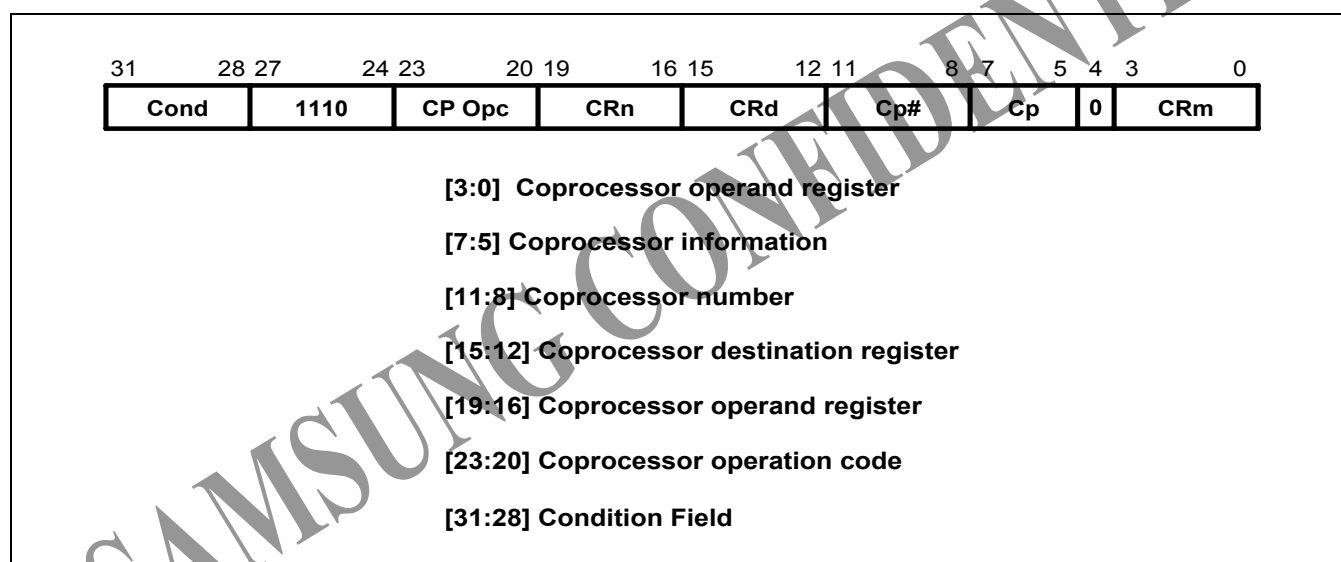 31 28 27 24 23 20 19 16 15 12 11 8 7 5 4 3 0
Cond 1110 CP Opc CRn CRd Cp# Cp 0 CRm
[3:0] Coprocessor operand register
[7:5] Coprocessor information
[11:8] Coprocessor number
[15:12] Coprocessor destination register
[19:16] Coprocessor operand register
[23:20] Coprocessor operation code
[31:28] Condition Field
SAMSUNG